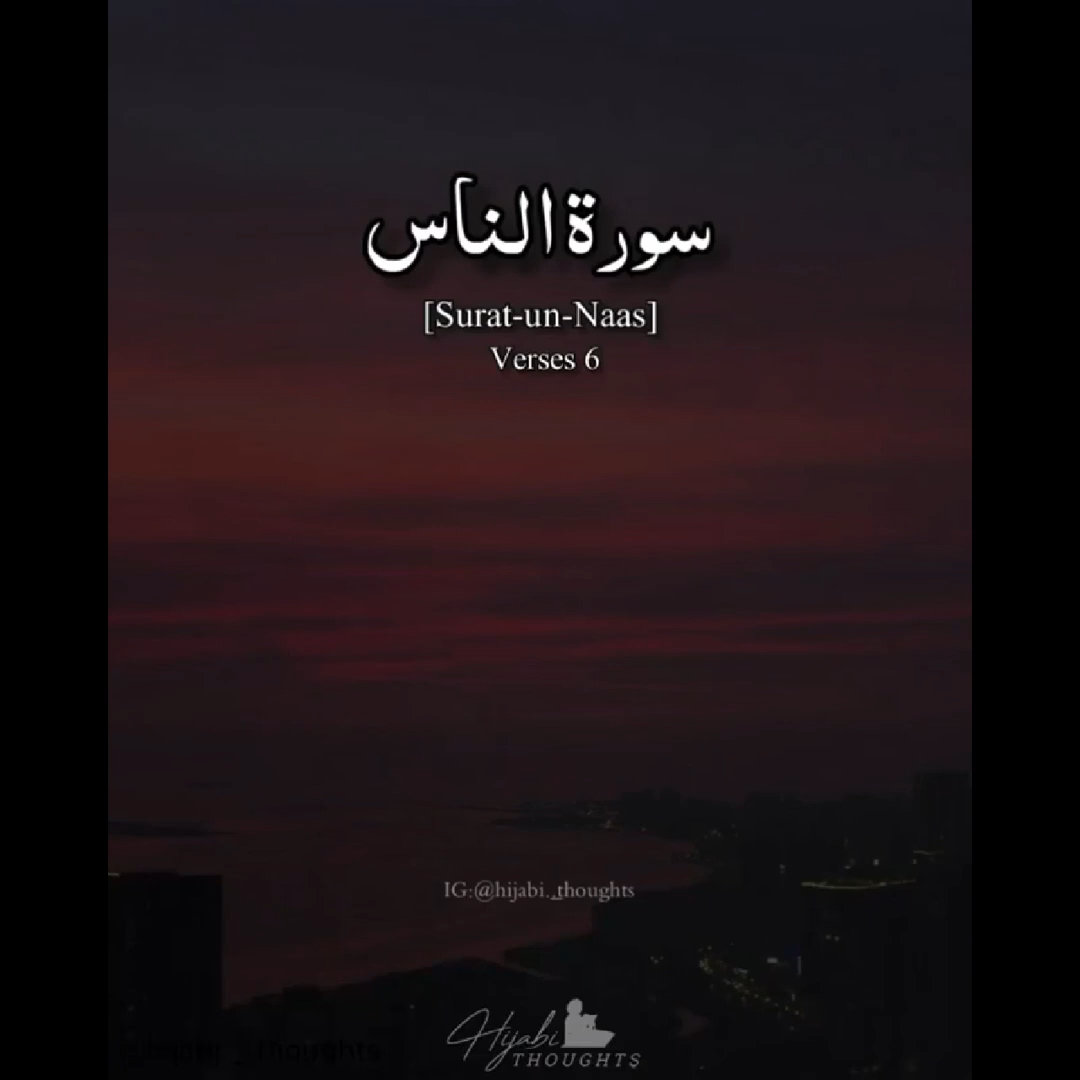 سورة الناس
[Surat-un-Naas]
Verses 6
IG:@hijabi._thoughts
Hijabi
THOUGHTS